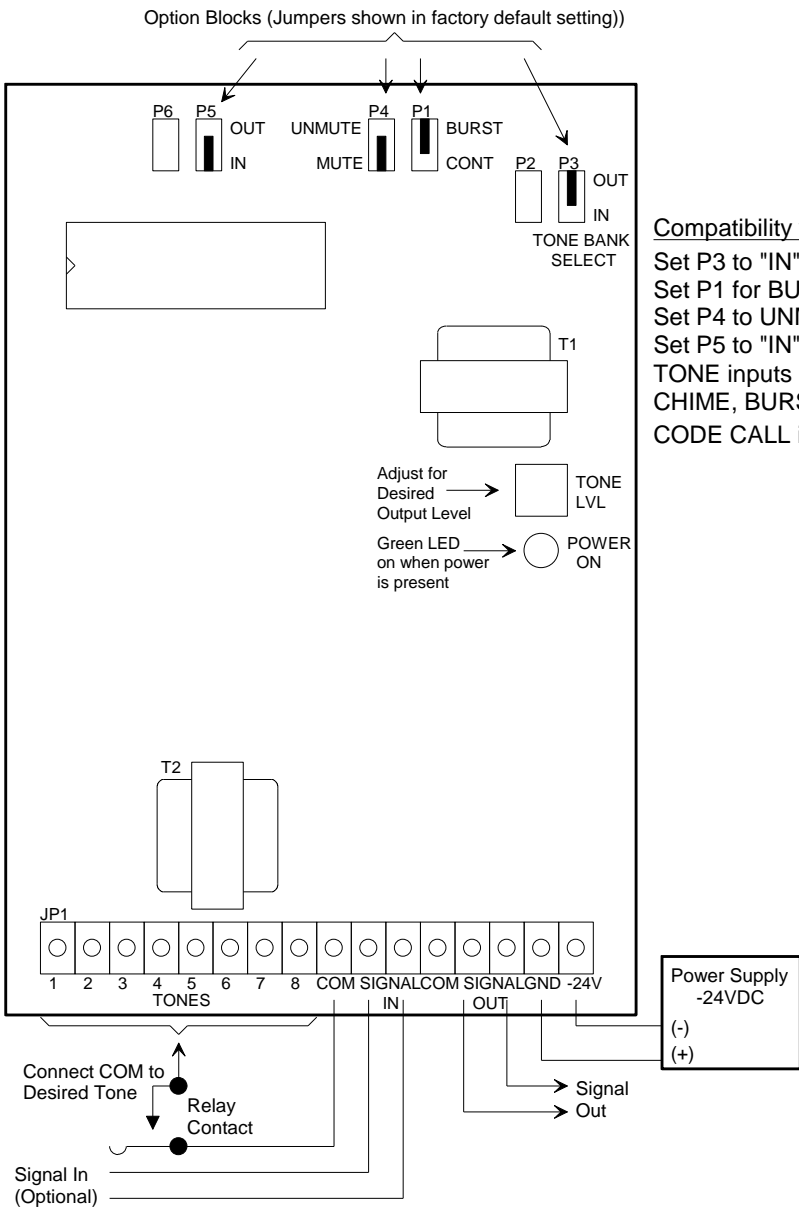 Option Blocks (Jumpers shown in factory default setting))
P6 P5 P4 P1
OUT UNMUTE BURST
IN MUTE CONT
P2 P3
OUT
IN
TONE BANK
SELECT
Compatibility
Set P3 to "IN"
Set P1 for
Set P4 to
Set P5 to "IN"
TONE inputs
CHIME,
CODE CALL
T1
Adjust for
Desired
Output Level
TONE
LVL
Green LED
on when power
is present
POWER
ON
T2
JP1
1 2 3 4 5 6 7 8 COM SIGNAL COM SIGNAL GND -24V
TONES IN OUT
Power Supply
-24VDC
(-)
(+)
Connect COM to
Desired Tone
Relay
Contact
Signal
Out
Signal In
(Optional)